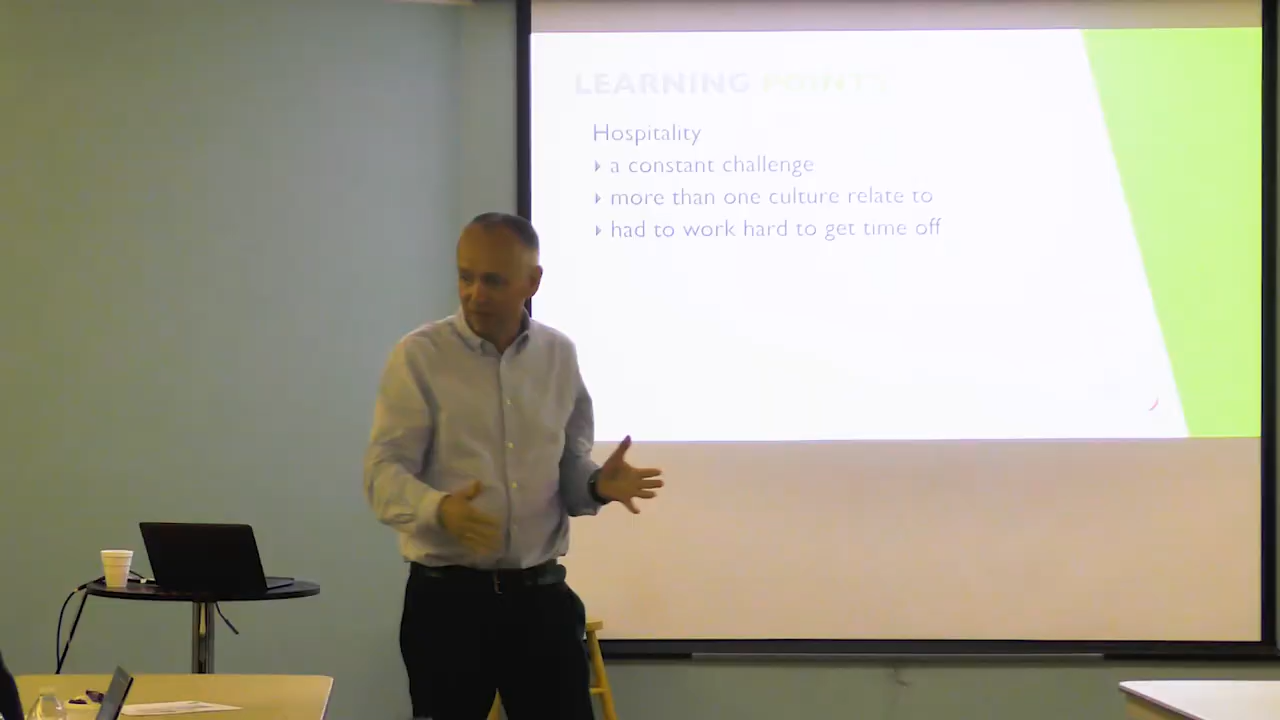 LEARNING POINTS
Hospitality
a constant challenge
more than one culture relate to
had to work hard to get time off